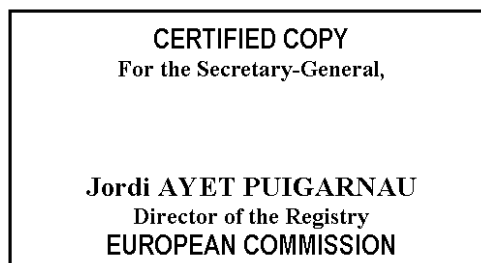 CERTIFIED COPY
For the Secretary-General,
Jordi AYET PUIGARNAU
Director of the Registry
EUROPEAN COMMISSION